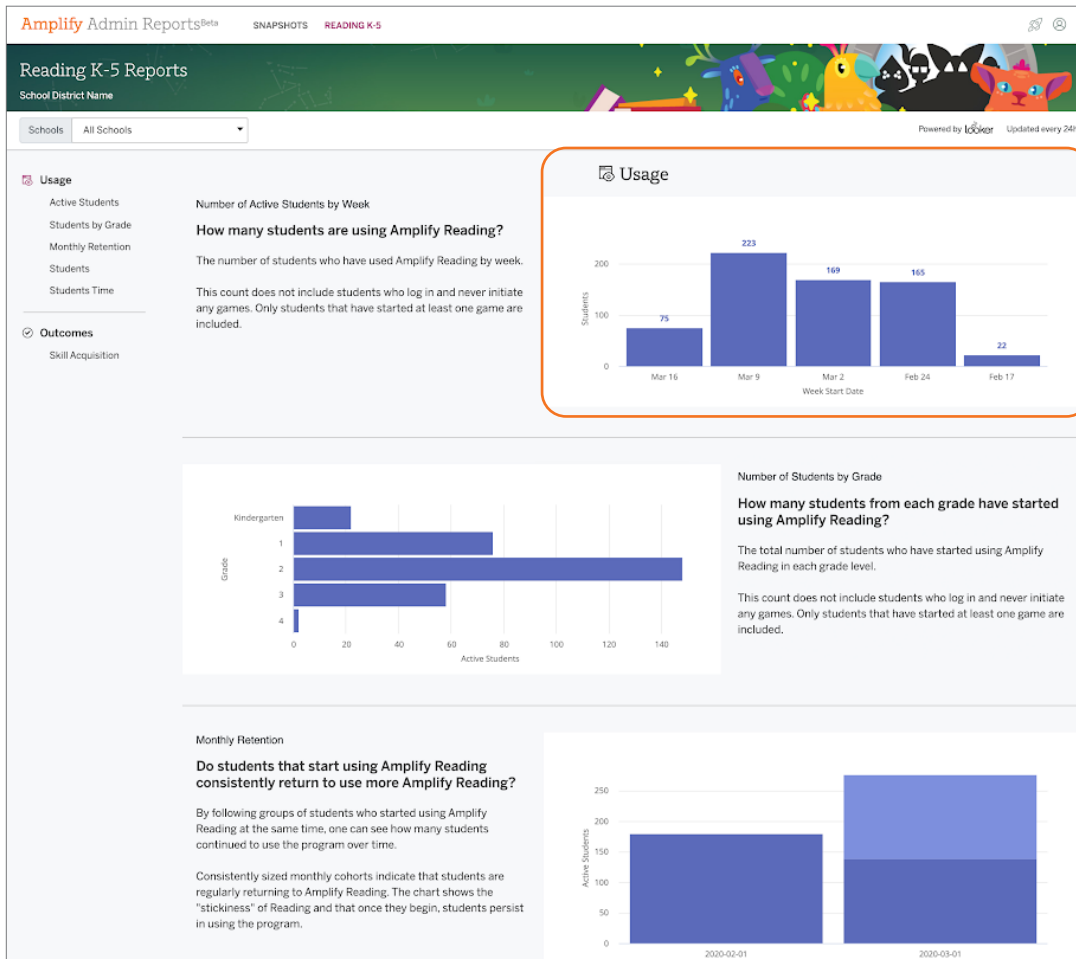 Amplify Admin Reports Beta SNAPSHOTS READING K-5
Reading K-5 Reports
School District Name
Schools All Schools
Powered by looker Updated every 24
Usage
Active Students
Students by Grade
Monthly Retention
Students
Students Time
Outcomes
Skill Acquisition
Number of Active Students by Week
How many students are using Amplify Reading?
The number of students who have used Amplify Reading by week.
This count does not include students who log in and never initiate
any games. Only students that have started at least one game are
included.
Usage
223
200
169
165
100
75
22
0
Students
Mar 16 Mar 9 Mar 2 Feb 24 Feb 17
Week Start Date
Kindergarten
1
2
3
4
Grade
0 20 40 60 80 100 120 140
Active Students
Number of Students by Grade
How many students from each grade have started
using Amplify Reading?
The total number of students who have started using Amplify
Reading in each grade level.
This count does not include students who log in and never initiate
any games. Only students that have started at least one game are
included.
Monthly Retention
Do students that start using Amplify Reading
consistently return to use more Amplify Reading?
By following groups of students who started using Amplify
Reading at the same time, one can see how many students
continued to use the program over time.
Consistently sized monthly cohorts indicate that students are
regularly returning to Amplify Reading. The chart shows the
"stickiness" of Reading and that once they begin, students persist
in using the program.
250
200
150
100
50
0
Active Students
2020-02-01 2020-03-01